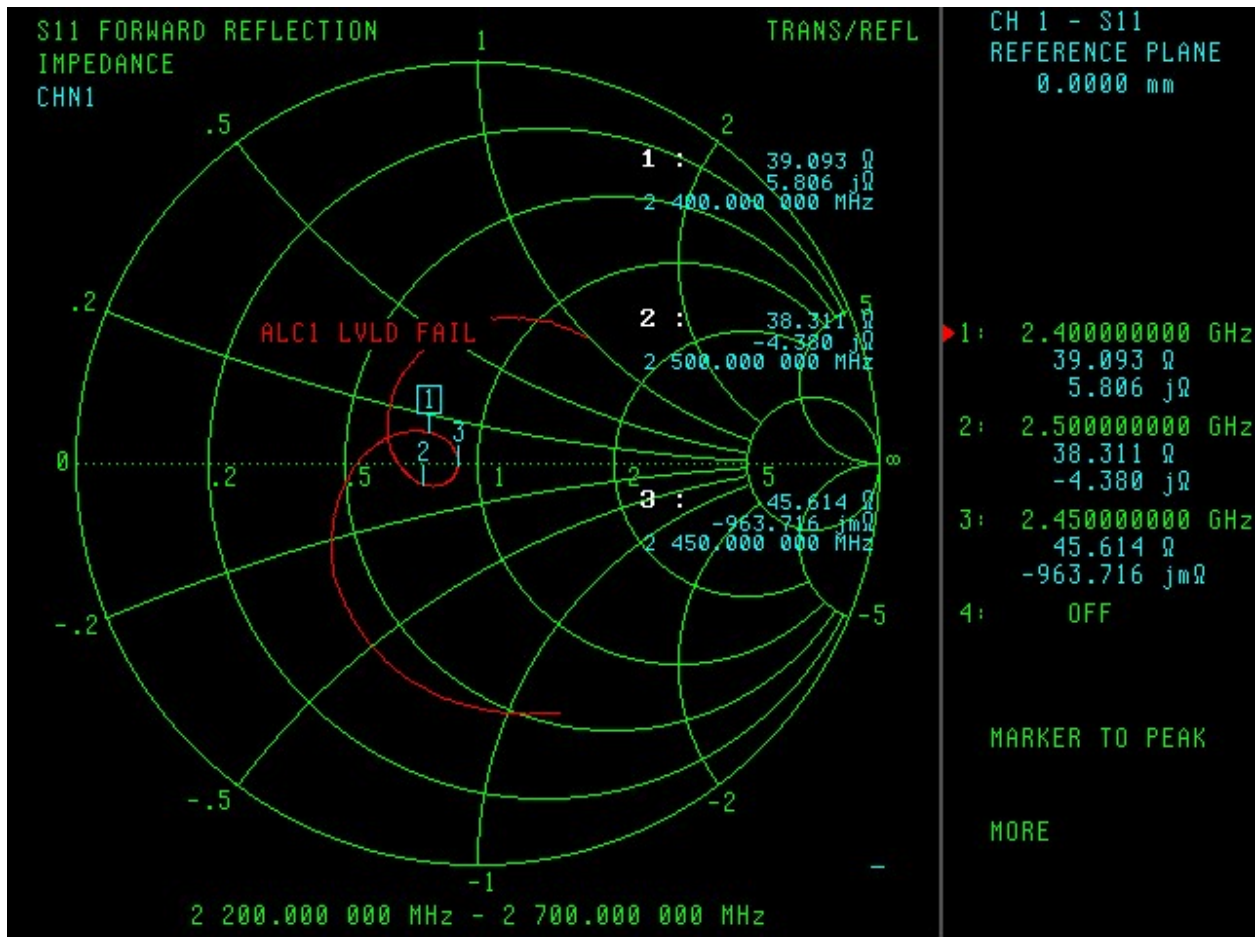 S11 FORWARD REFLECTION
IMPEDANCE
CHN1
TRANS/REFL
1
.5
2
.2
5
0
.2
.5
1
2
5
∞
-.2
-5
-.5
-2
-1
1 :
39.093 Ω
5.806 jΩ
2 400.000 000 MHz
ALC1 LVLD FAIL
2 :
38.311 Ω
-4.380 jΩ
2 500.000 000 MHz
1
2
3
3 :
45.614 Ω
-963.716 jmΩ
2 450.000 000 MHz
2 200.000 000 MHz - 2 700.000 000 MHz
CH 1 - S11
REFERENCE PLANE
0.0000 mm
1: 2.400000000 GHz
39.093 Ω
5.806 jΩ
2: 2.500000000 GHz
38.311 Ω
-4.380 jΩ
3: 2.450000000 GHz
45.614 Ω
-963.716 jmΩ
4: OFF
MARKER TO PEAK
MORE